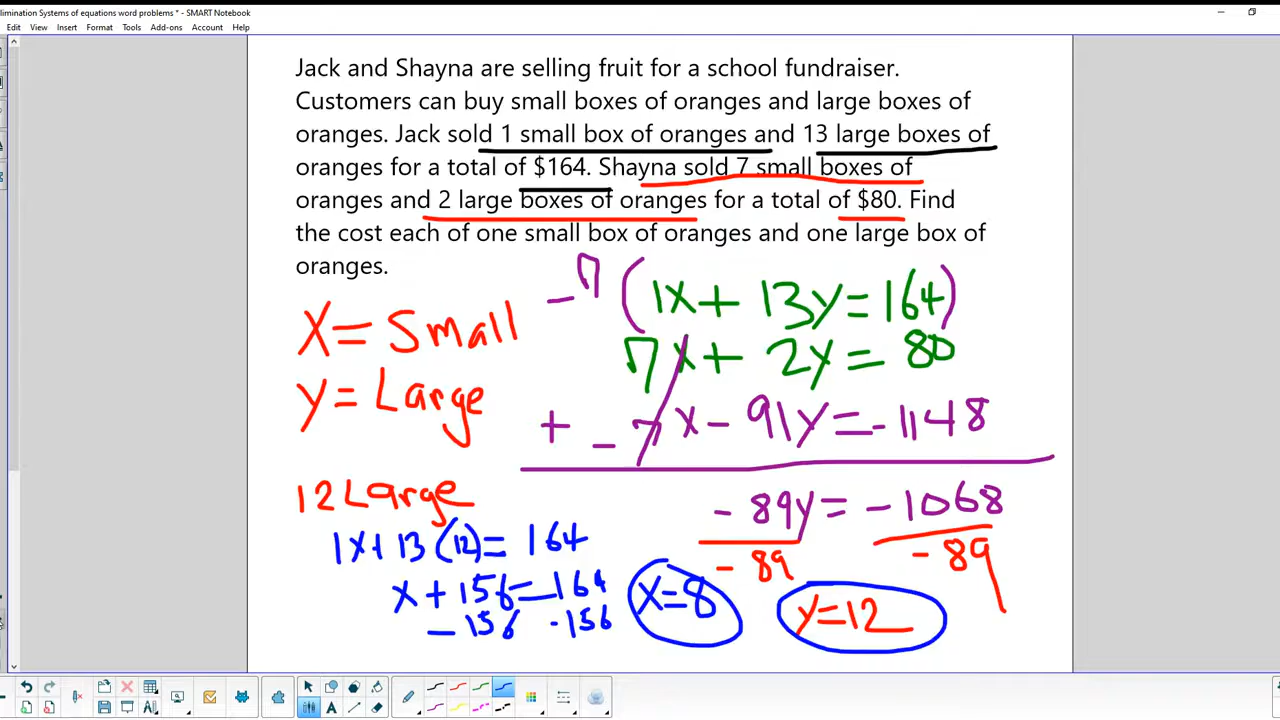 limination Systems of equations word problems * - SMART Notebook
Edit View Insert Format Tools Add-ons Account Help
Jack and Shayna are selling fruit for a school fundraiser.
Customers can buy small boxes of oranges and large boxes of
oranges. Jack sold 1 small box of oranges and 13 large boxes of
oranges for a total of $164. Shayna sold 7 small boxes of
oranges and 2 large boxes of oranges for a total of $80. Find
the cost each of one small box of oranges and one large box of
oranges.
-7 (1x + 13y = 164)
x = Small
7x + 2y = 80
y = Large
+ -7x - 91y = -1148
12 Large
-89y = -1068
-89 -89
1x + 13 (12) = 164
x + 156 = 164
-156 -156
x = 8
y = 12